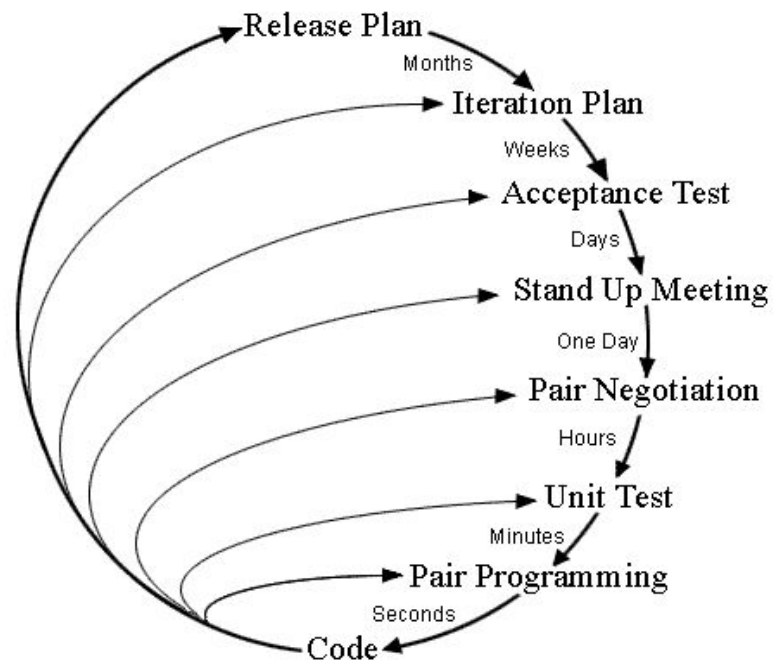 Release Plan
Months
Iteration Plan
Weeks
Acceptance Test
Days
Stand Up Meeting
One Day
Pair Negotiation
Hours
Unit Test
Minutes
Pair Programming
Seconds
Code